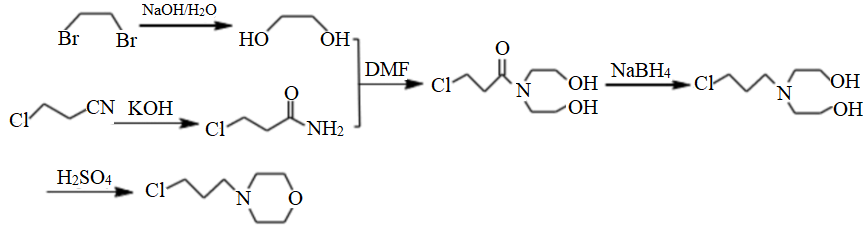 NaOH/H2O
Br Br
HO OH
Cl CN
KOH
O
Cl NH2
DMF
O
Cl N OH
OH
NaBH4
Cl N OH
OH
H2SO4
Cl N O